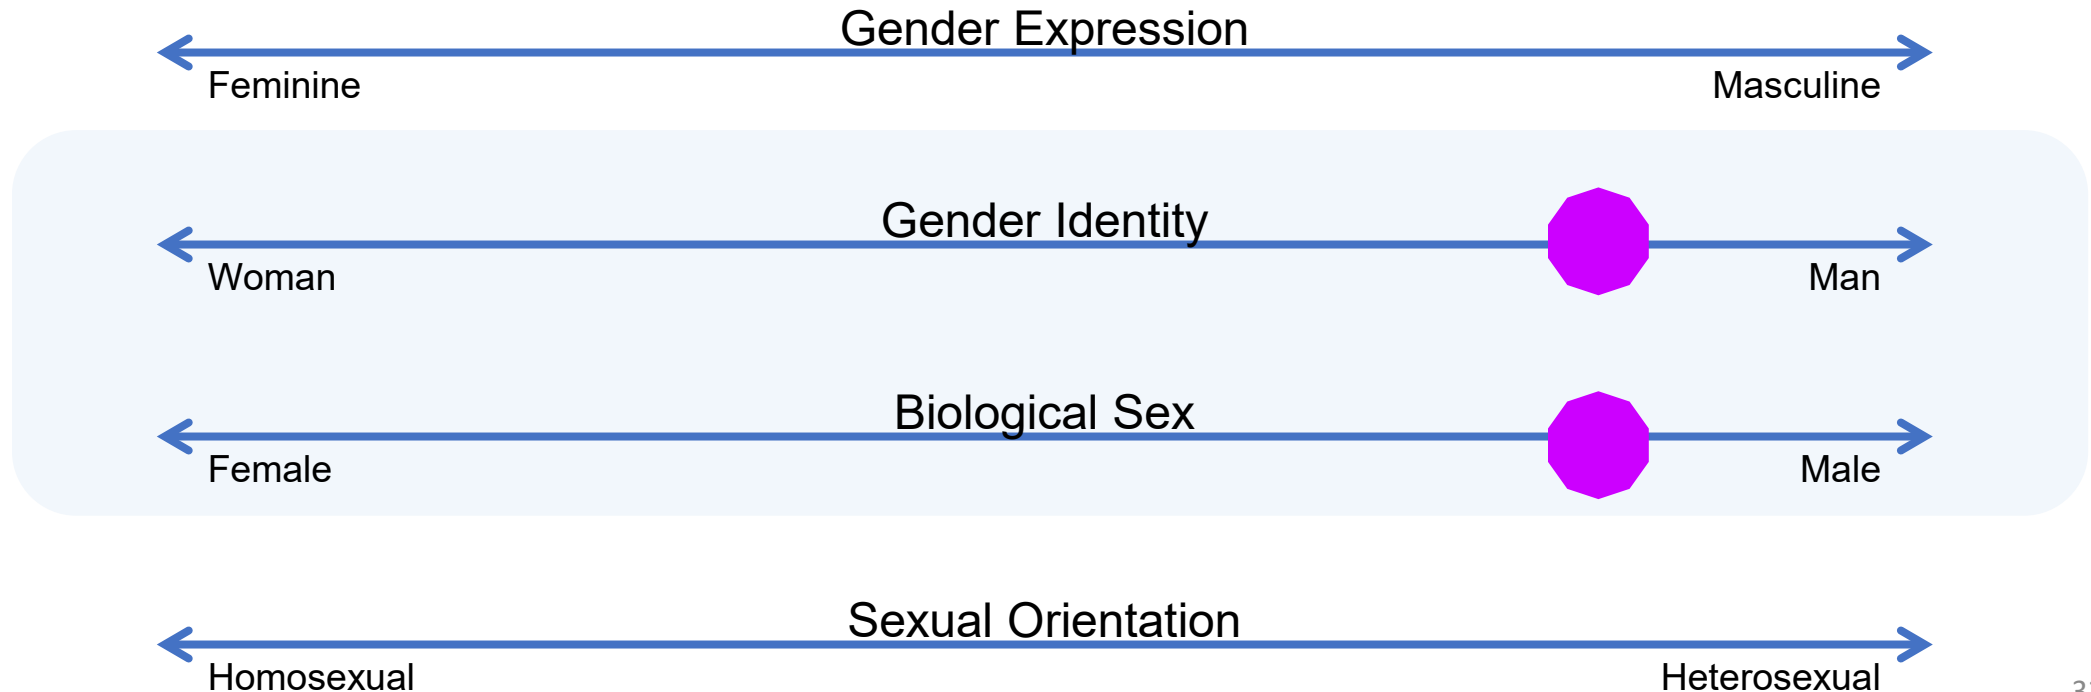 Gender Expression
Feminine Masculine
Gender Identity
Woman Man
Biological Sex
Female Male
Sexual Orientation
Homosexual Heterosexual